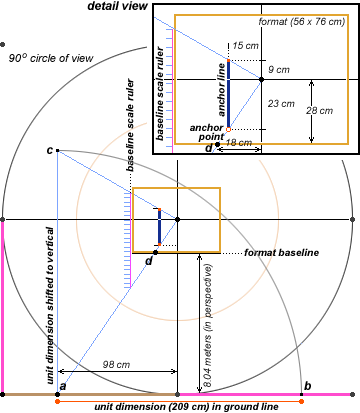 detail view
format (56 x 76 cm)
15 cm
90° circle of view
baseline scale ruler
anchor line
9 cm
23 cm
28 cm
anchor
point
d
18 cm
baseline scale ruler
c
d
format baseline
unit dimension shifted to vertical
8.04 meters (in perspective)
98 cm
a
b
unit dimension (209 cm) in ground line